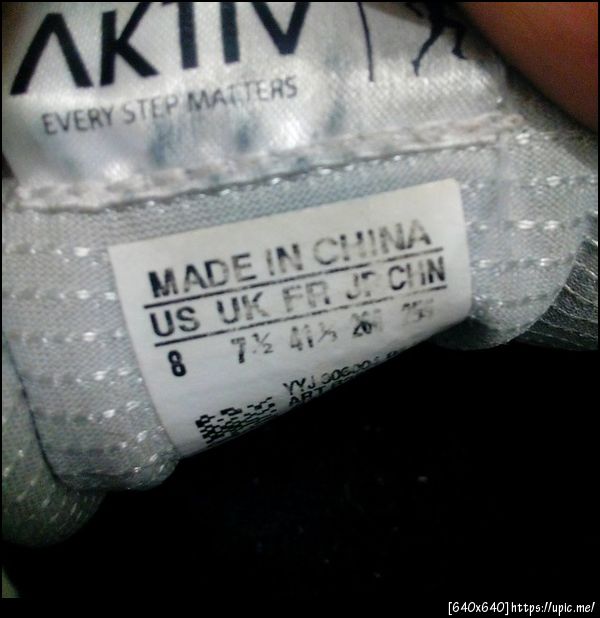 AKTIV
EVERY STEP MATTERS
MADE IN CHINA
US UK FR JP CHN
8 7½ 41⅓
[640x640]https://upic.me/